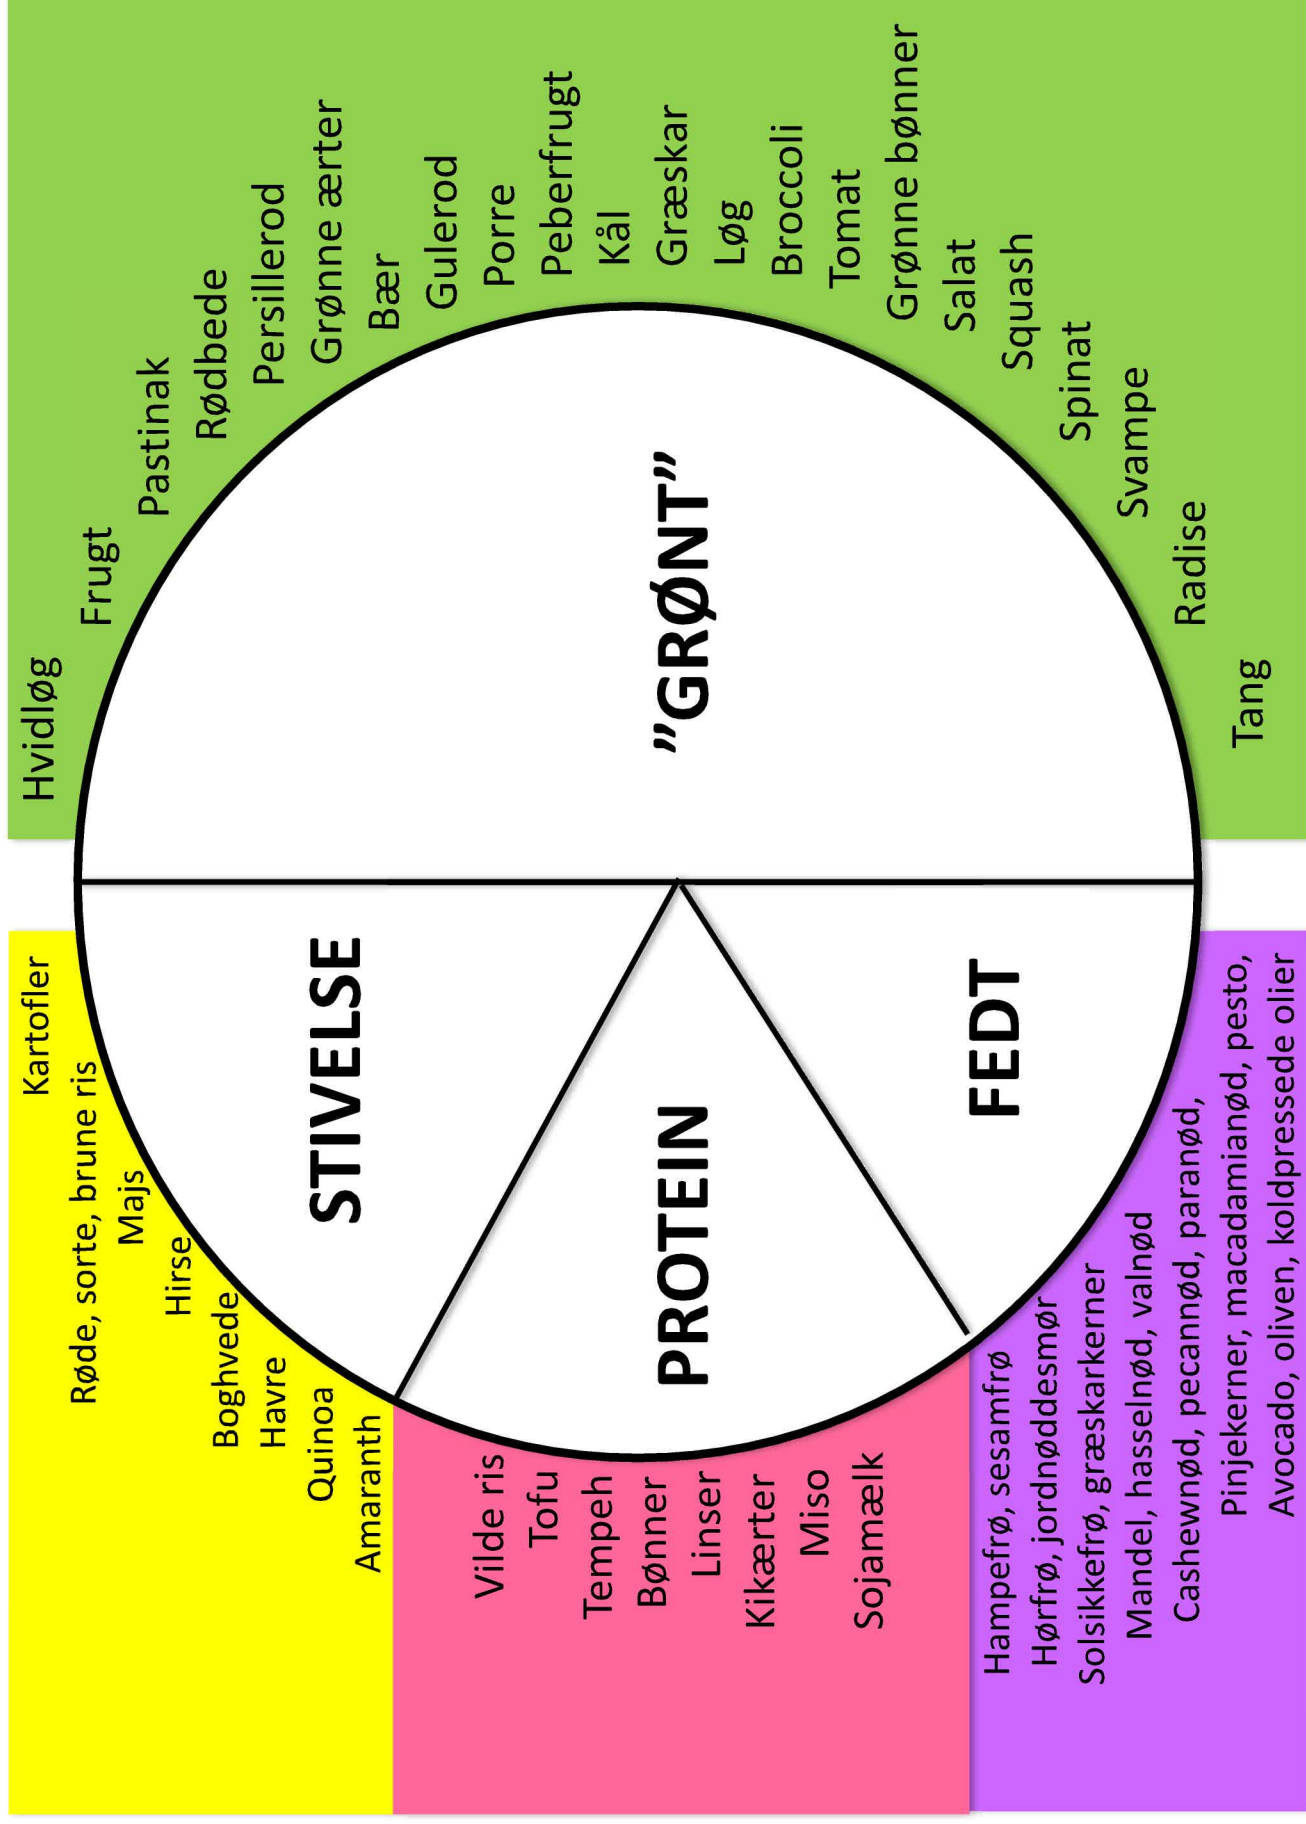 Hvidløg
Frugt
Pastinak
Rødbede
Persillerod
Grønne ærter
Bær
Gulerod
Porre
Peberfrugt
Kål
Græskar
Løg
Broccoli
Tomat
Grønne bønner
Salat
Squash
Spinat
Svampe
Radise
Tang
”GRØNT”
Kartofler
Røde, sorte, brune ris
Majs
Hirse
Boghvede
Havre
Quinoa
Amaranth
STIVELSE
Vilde ris
Tofu
Tempeh
Bønner
Linser
Kikærter
Miso
Sojamælk
PROTEIN
Hampefrø, sesamfrø
Hørfrø, jordnøddesmør
Solsikkefrø, græskarkerner
Mandel, hasselnød, valnød
Cashewnød, pecannød, paranød,
Pinjekerner, macadamianød, pesto,
Avocado, oliven, koldpressede olier
FEDT